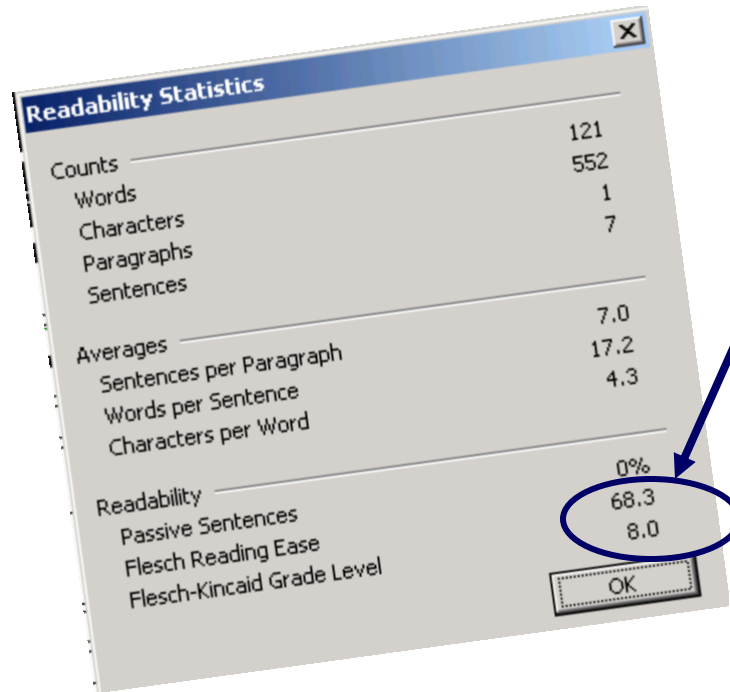 Readability Statistics
Counts
Words 121
Characters 552
Paragraphs 1
Sentences 7
Averages
Sentences per Paragraph 7.0
Words per Sentence 17.2
Characters per Word 4.3
Readability
Passive Sentences 0%
Flesch Reading Ease 68.3
Flesch-Kincaid Grade Level 8.0
OK